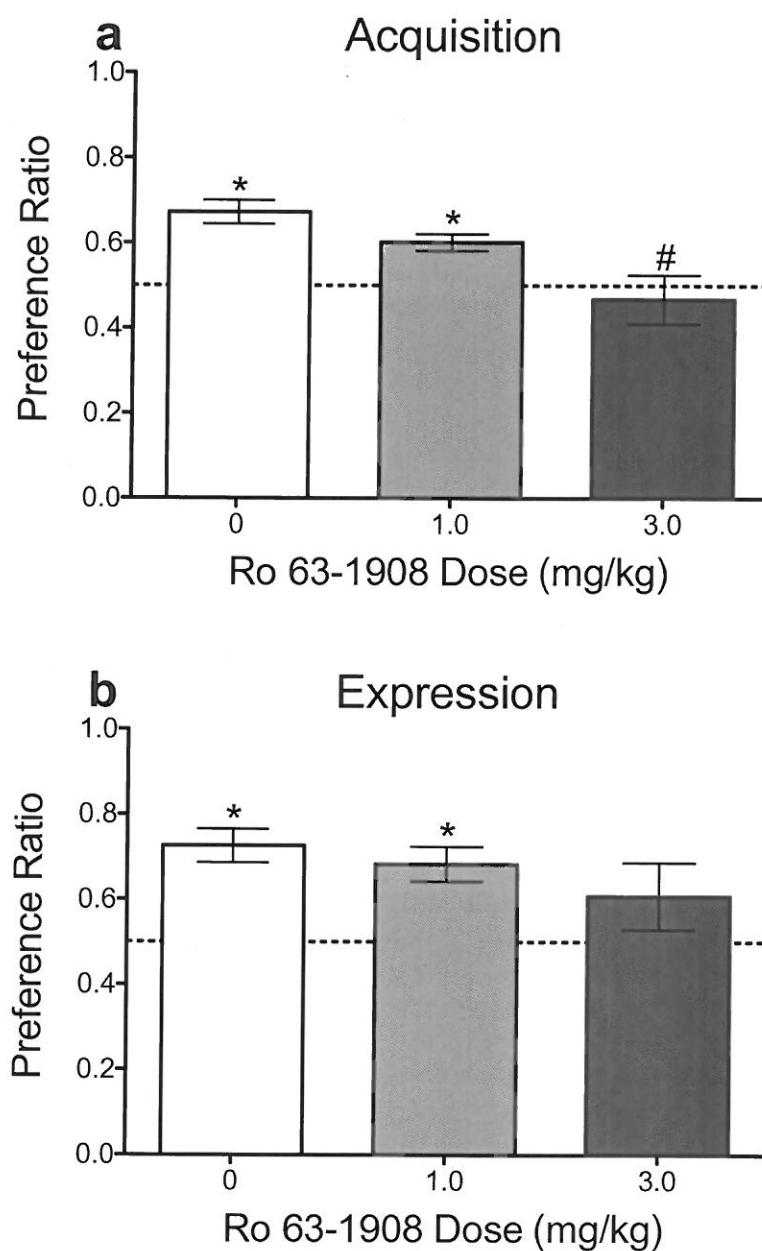 a Acquisition
1.0
*
0.8
*
0.6
#
0.4
0.2
0.0
Preference Ratio
0 1.0 3.0
Ro 63-1908 Dose (mg/kg)
b Expression
1.0
*
*
0.8
0.6
0.4
0.2
0.0
Preference Ratio
0 1.0 3.0
Ro 63-1908 Dose (mg/kg)